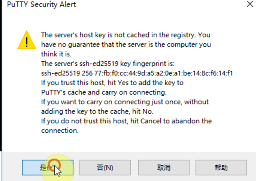 PuTTY Security Alert
The server's host key is not cached in the registry. You
have no guarantee that the server is the computer you
think it is.
The server's ssh-ed25519 key fingerprint is:
ssh-ed25519 256 77:fb:f0:cc:44:9d:a5:a2:0e:a1:be:14:8c:f6:14:f1
If you trust this host, hit Yes to add the key to
PuTTY's cache and carry on connecting.
If you want to carry on connecting just once, without
adding the key to the cache, hit No.
If you do not trust this host, hit Cancel to abandon the
connection.
是(Y) 否(N) 取消 帮助